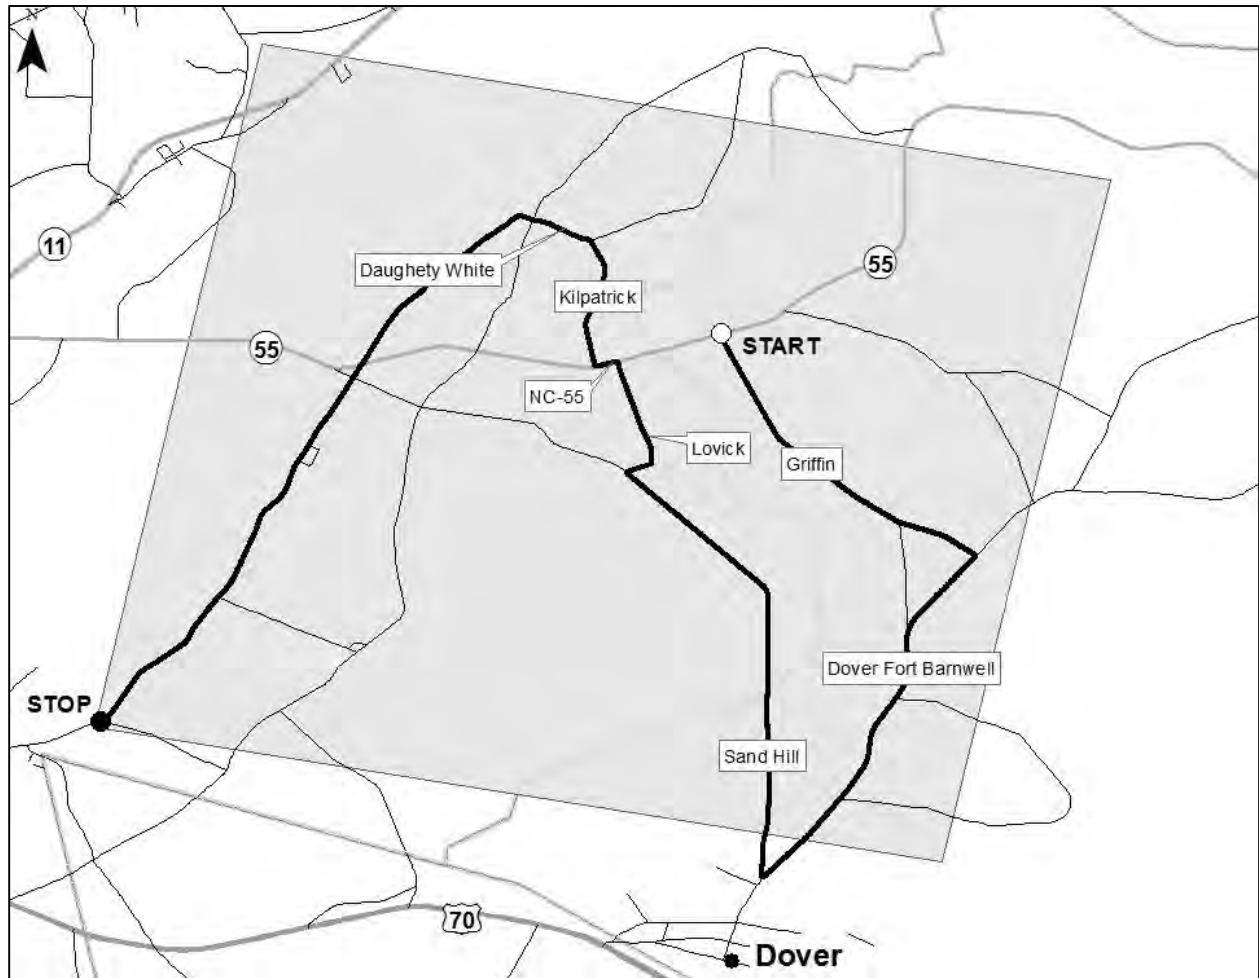 N
11
55
Daughety White
Kilpatrick
55
START
NC-55
Lovick
Griffin
Dover Fort Barnwell
STOP
Sand Hill
70
Dover